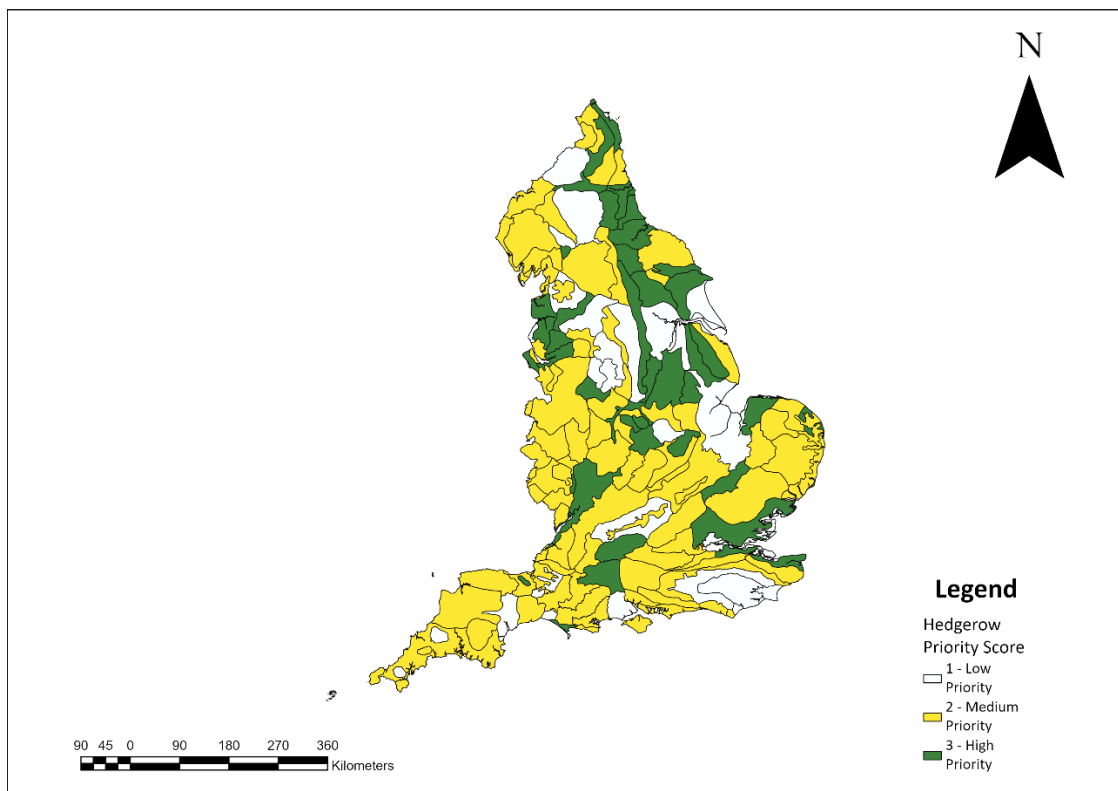 N
Legend
Hedgerow
Priority Score
1 - Low
Priority
2 - Medium
Priority
3 - High
Priority
90 45 0 90 180 270 360
Kilometers